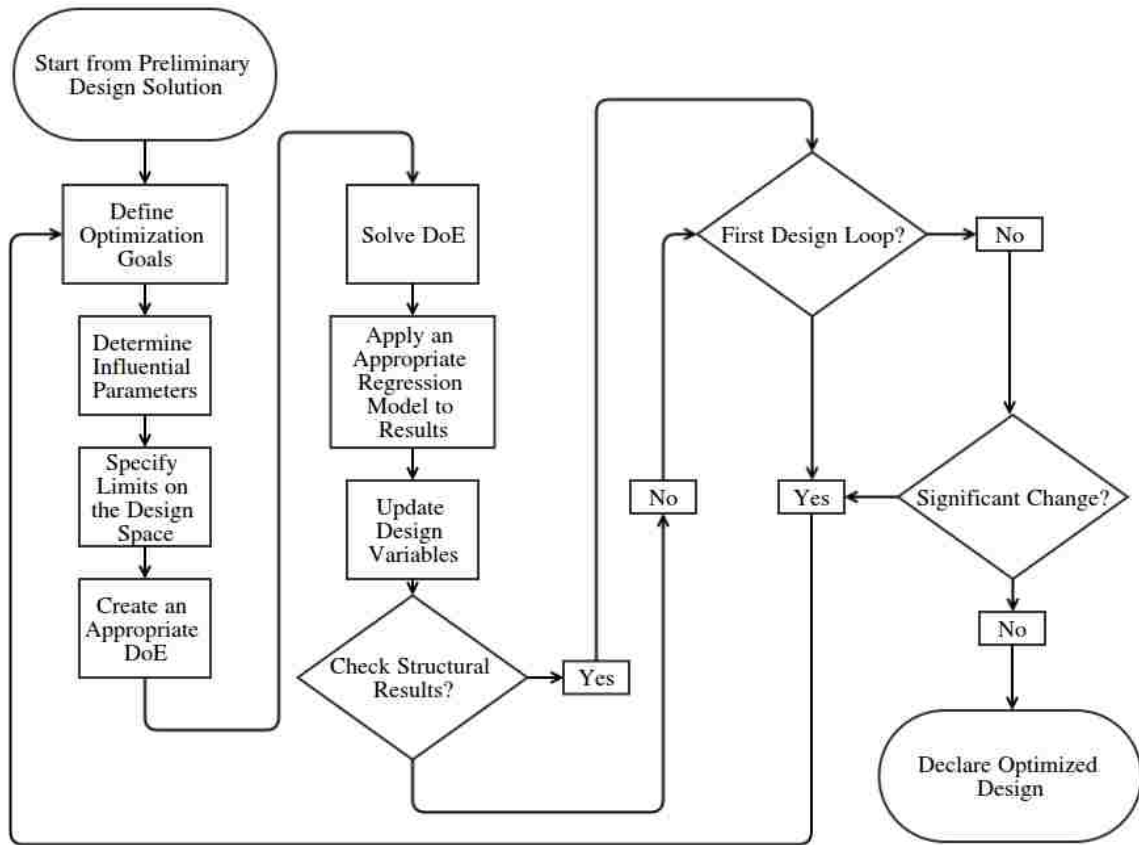 Start from Preliminary
Design Solution
Define
Optimization
Goals
Determine
Influential
Parameters
Specify
Limits on
the Design
Space
Create an
Appropriate
DoE
Solve DoE
Apply an
Appropriate
Regression
Model to
Results
Update
Design
Variables
Check Structural
Results?
Yes
No
First Design Loop?
No
Yes
Significant Change?
No
Declare Optimized
Design